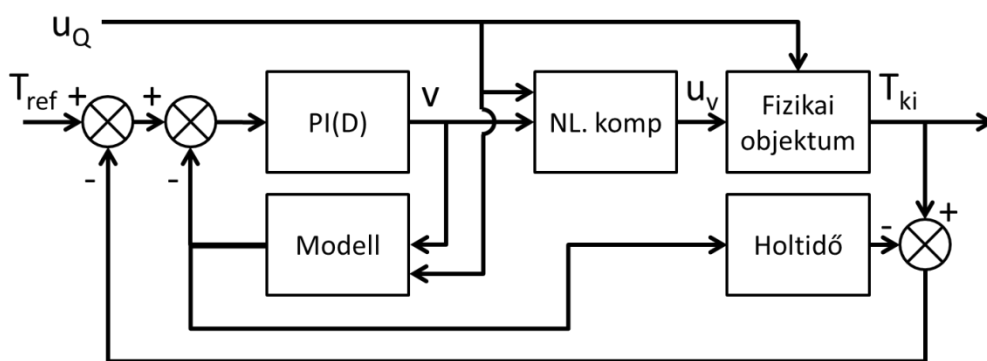 u_Q
T_ref
+
+
PI(D)
v
NL. komp
u_v
Fizikai
objektum
T_ki
-
-
Modell
Holtidő
-
+